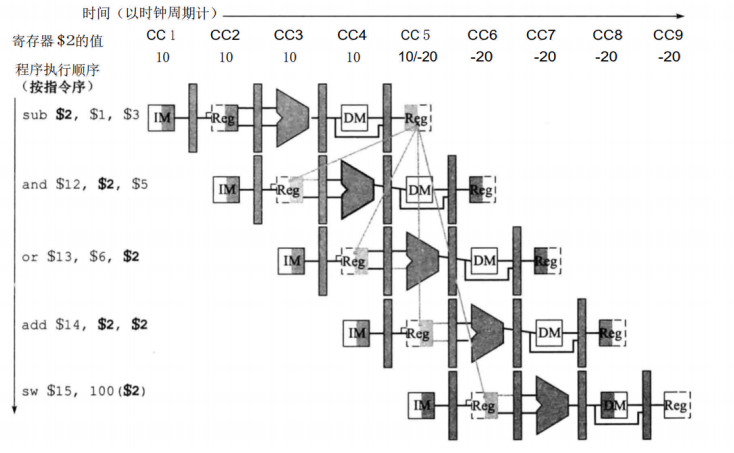 时间（以时钟周期计）
寄存器$2的值 CC 1 CC2 CC3 CC4 CC 5 CC6 CC7 CC8 CC9
10 10 10 10 10/-20 -20 -20 -20 -20
程序执行顺序
（按指令序）
sub $2, $1, $3 IM Reg DM Reg
and $12, $2, $5 IM Reg DM Reg
or $13, $6, $2 IM Reg DM Reg
add $14, $2, $2 IM Reg DM Reg
sw $15, 100($2) IM Reg DM Reg